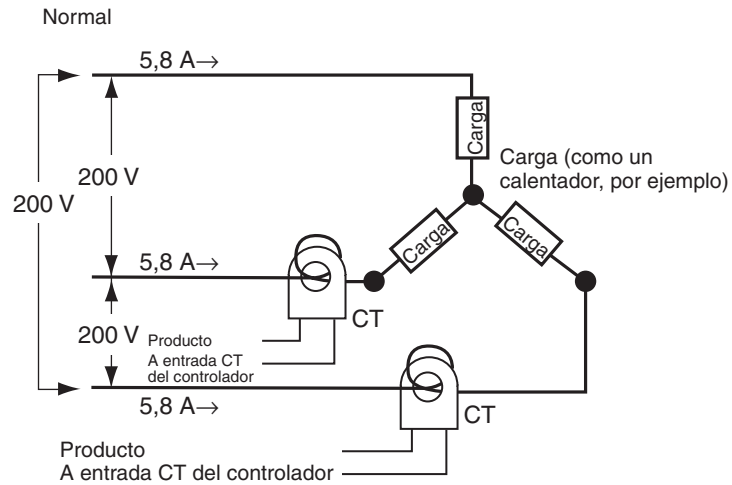 Normal
5,8 A→
Carga
Carga (como un
calentador, por ejemplo)
200 V
200 V
Carga
Carga
5,8 A→
CT
200 V
Producto
A entrada CT
del controlador
5,8 A→
CT
Producto
A entrada CT del controlador